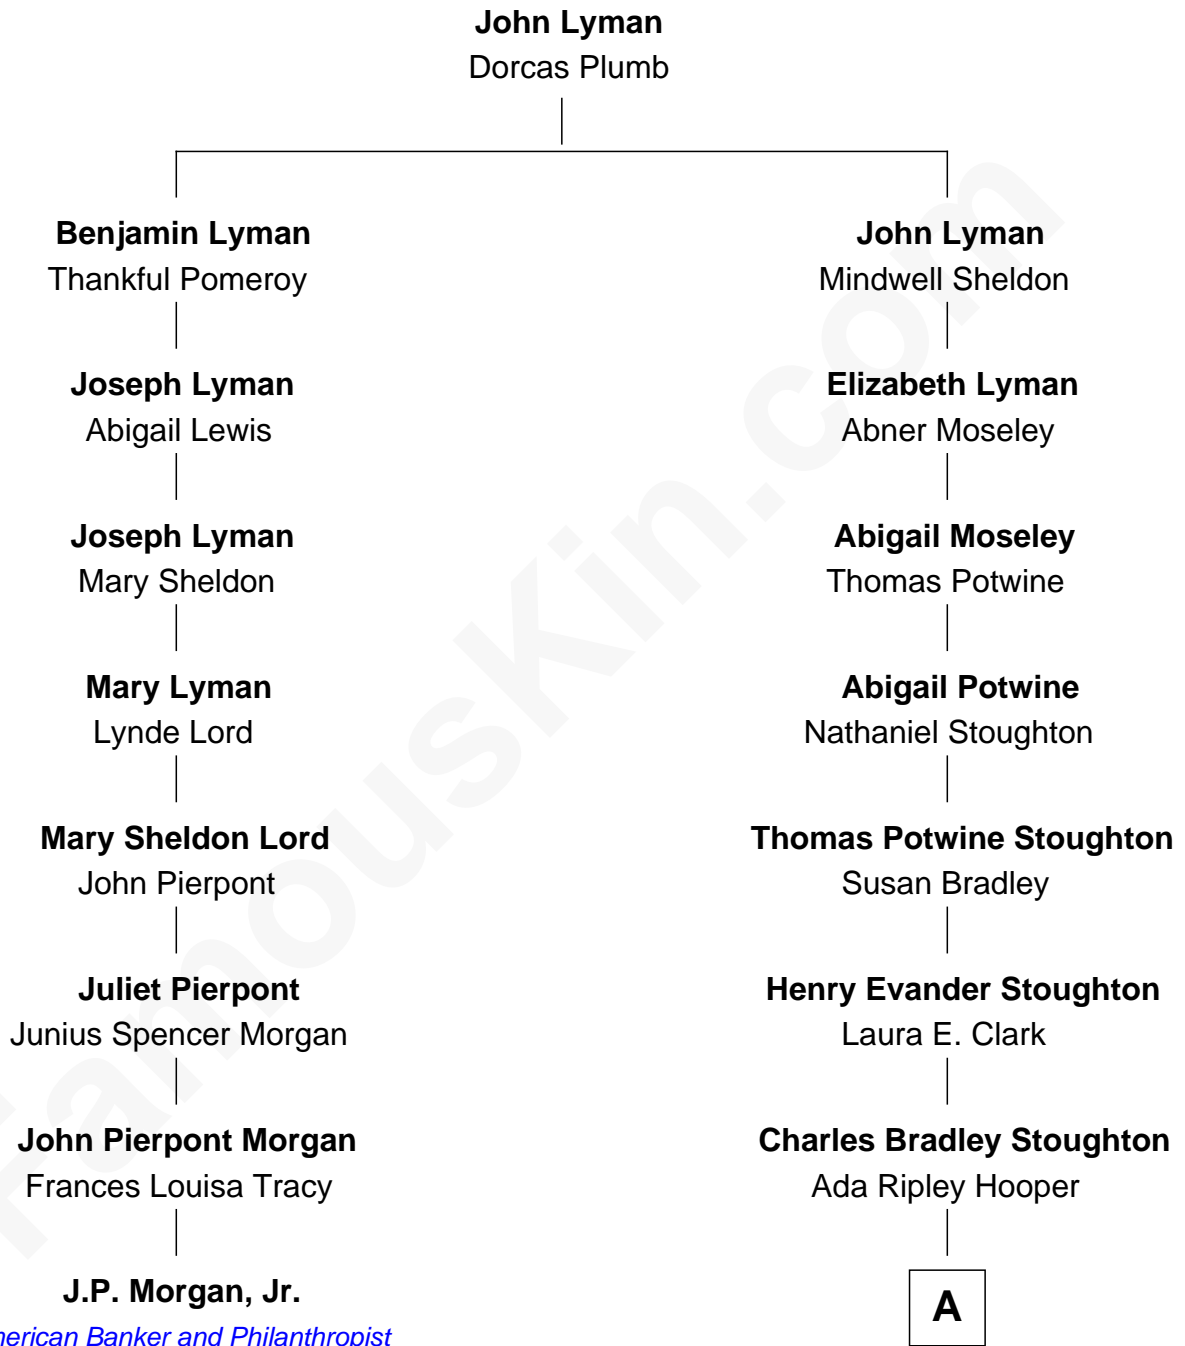 John Lyman
Dorcas Plumb
Benjamin Lyman
Thankful Pomeroy
Joseph Lyman
Abigail Lewis
Joseph Lyman
Mary Sheldon
Mary Lyman
Lynde Lord
Mary Sheldon Lord
John Pierpont
Juliet Pierpont
Junius Spencer Morgan
John Pierpont Morgan
Frances Louisa Tracy
J.P. Morgan, Jr.
merican Banker and Philanthropist
John Lyman
Mindwell Sheldon
Elizabeth Lyman
Abner Moseley
Abigail Moseley
Thomas Potwine
Abigail Potwine
Nathaniel Stoughton
Thomas Potwine Stoughton
Susan Bradley
Henry Evander Stoughton
Laura E. Clark
Charles Bradley Stoughton
Ada Ripley Hooper
A
FamousKin.com